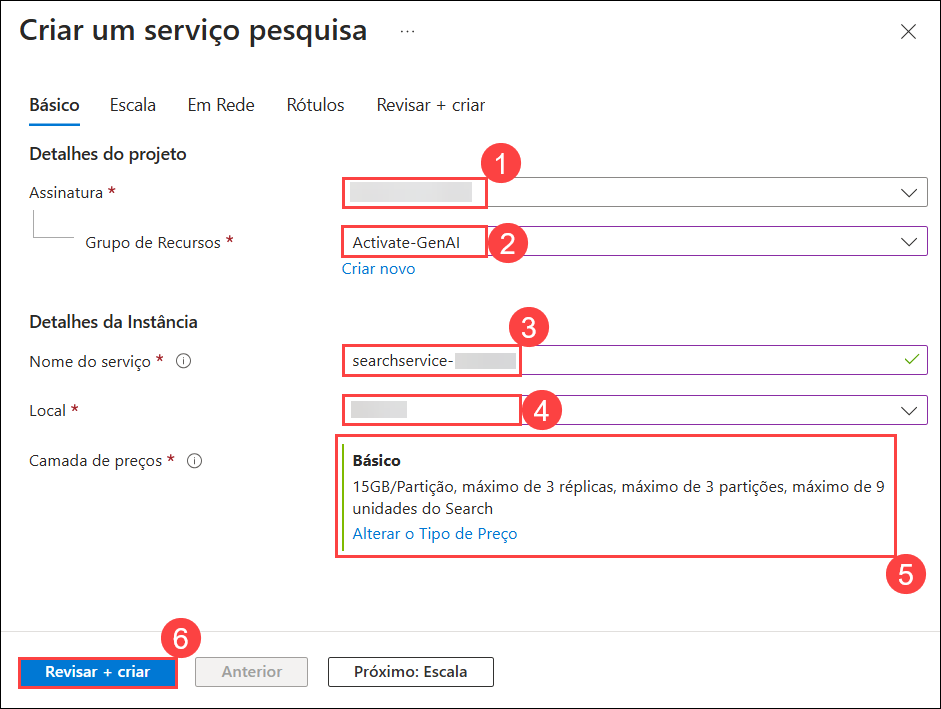 Criar um serviço pesquisa ...
Básico Escala Em Rede Rótulos Revisar + criar
Detalhes do projeto
1
Assinatura *
Grupo de Recursos * Activate-GenAI 2
Criar novo
Detalhes da Instância
3
Nome do serviço * searchservice-
Local * 4
Camada de preços * Básico
15GB/Partição, máximo de 3 réplicas, máximo de 3 partições, máximo de 9
unidades do Search
Alterar o Tipo de Preço
5
6
Revisar + criar Anterior Próximo: Escala